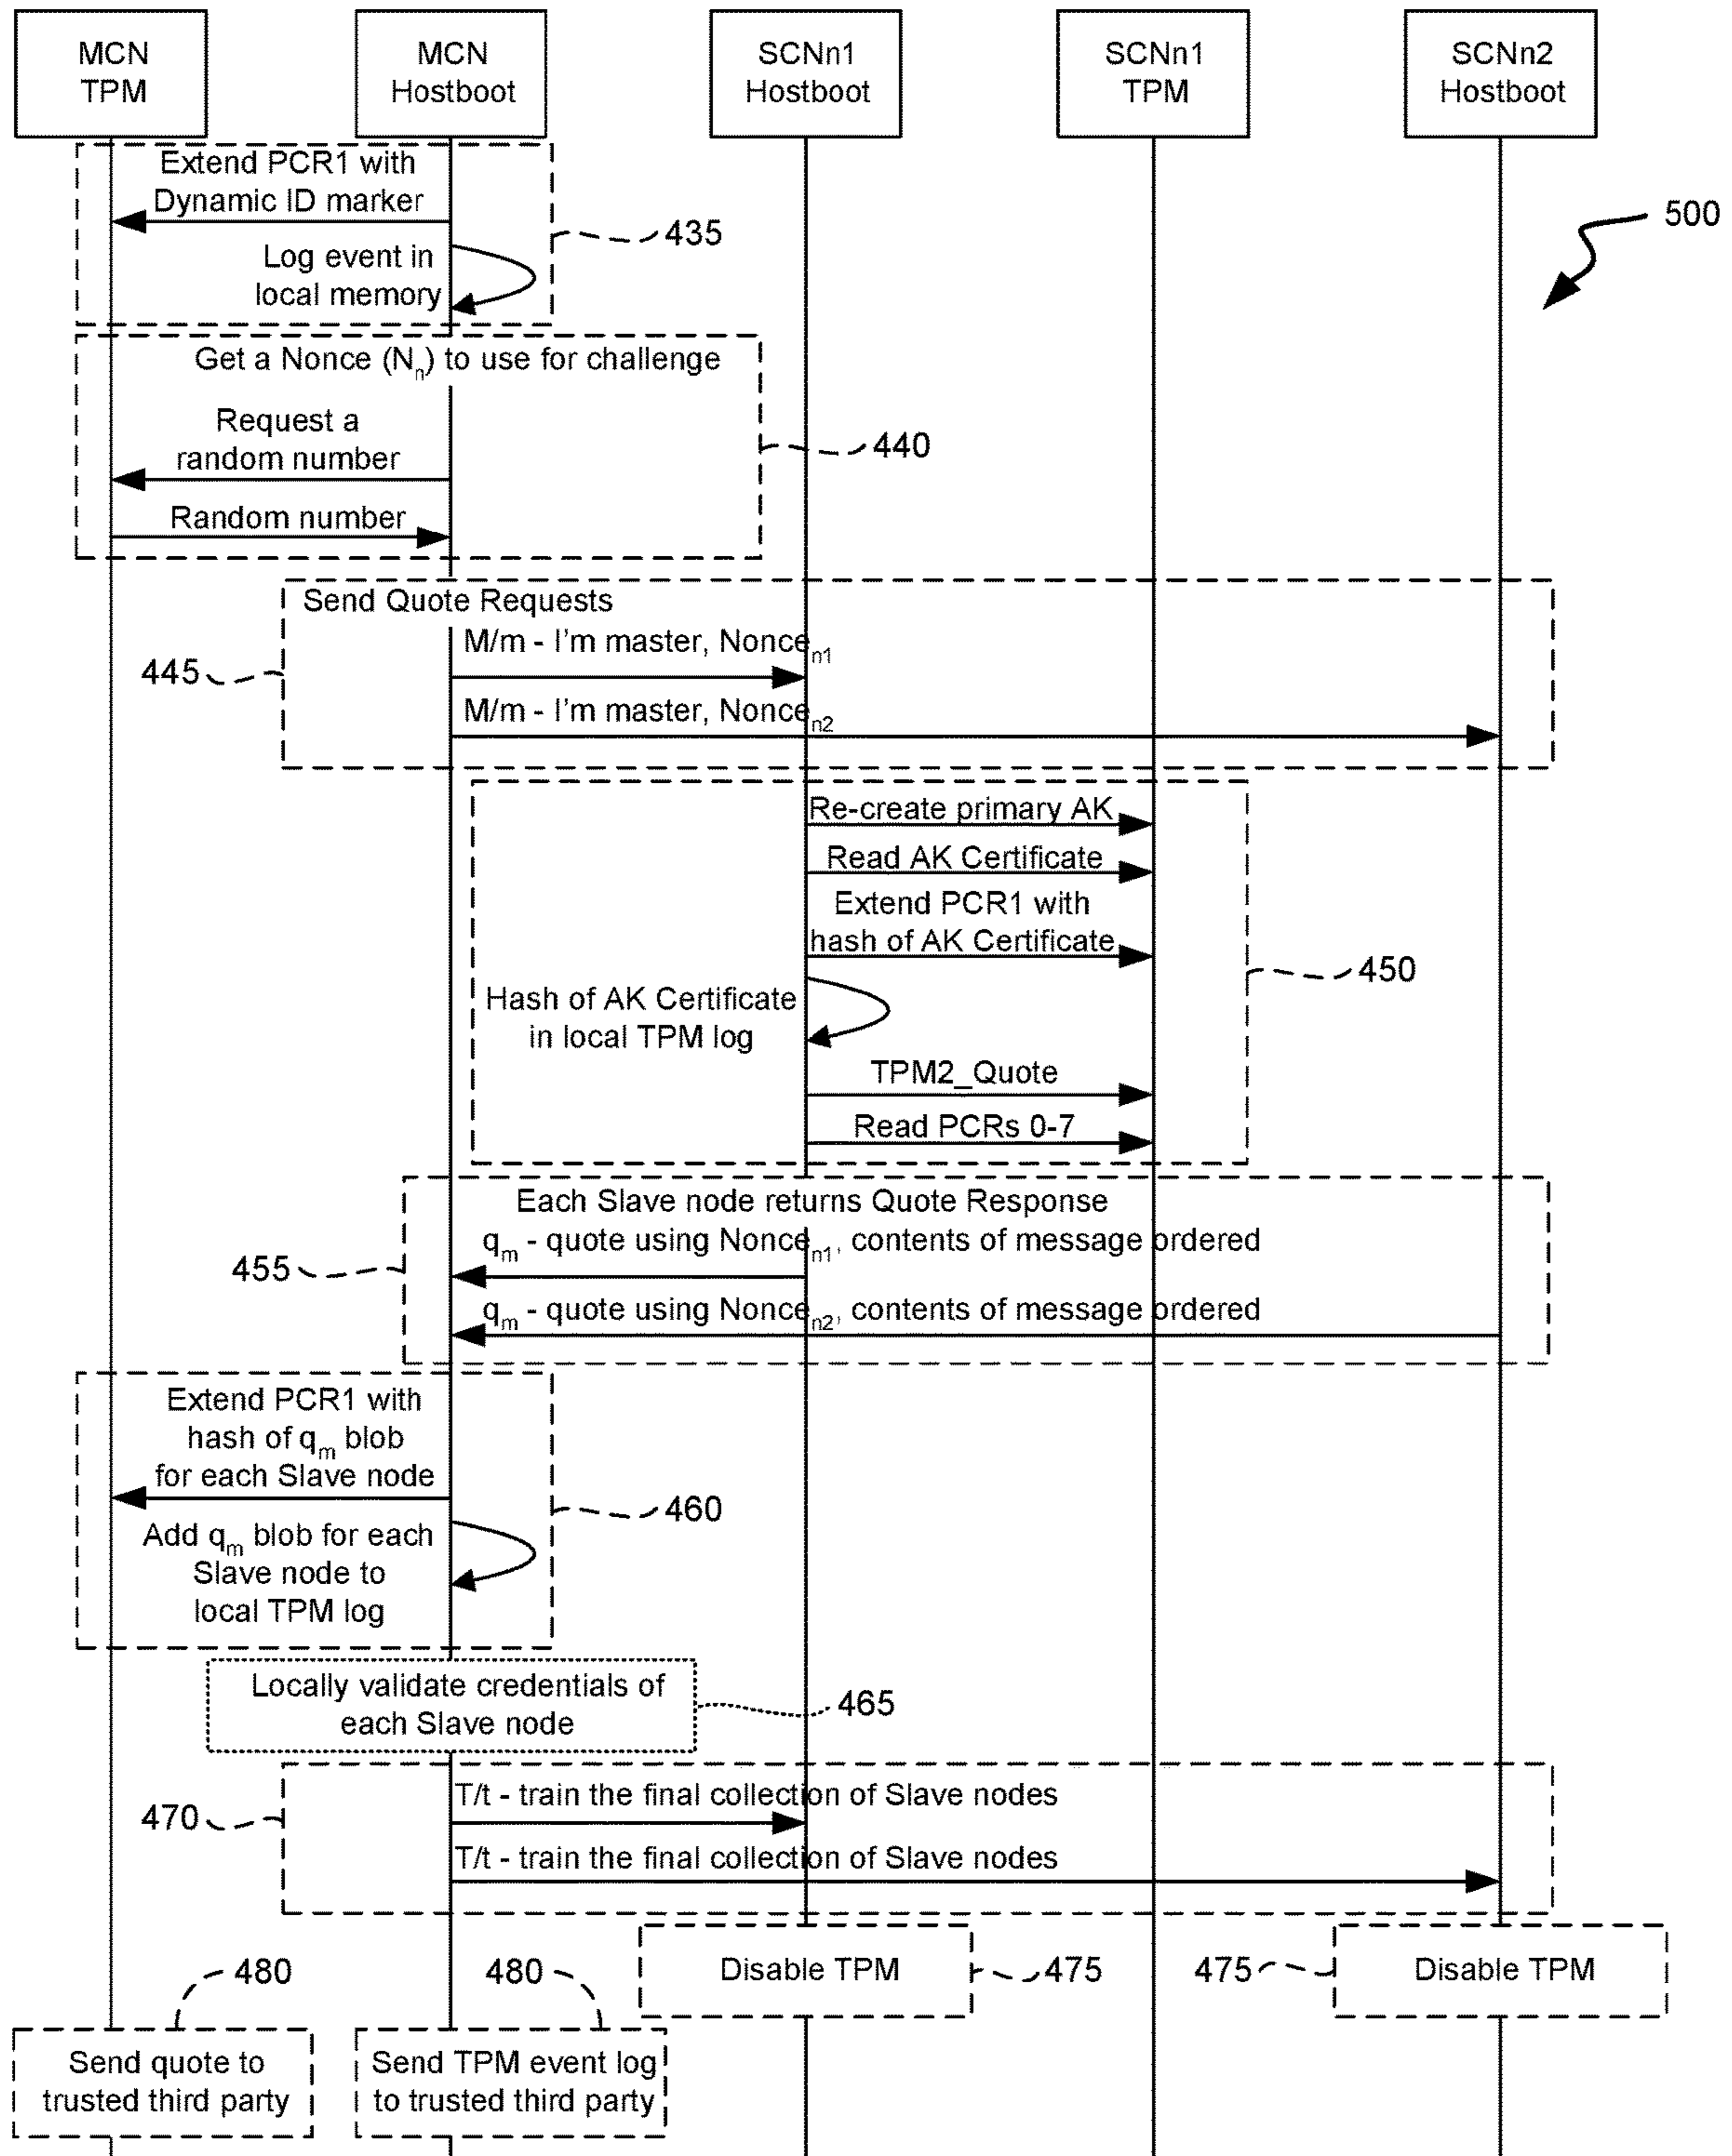 MCN
TPM
MCN
Hostboot
SCNn1
Hostboot
SCNn1
TPM
SCNn2
Hostboot
500
Extend PCR1 with
Dynamic ID marker
Log event in
local memory
435
Get a Nonce (Nn) to use for challenge
Request a
random number
Random number
440
Send Quote Requests
M/m - I'm master, Noncen1
M/m - I'm master, Noncen2
445
Re-create primary AK
Read AK Certificate
Extend PCR1 with
hash of AK Certificate
Hash of AK Certificate
in local TPM log
TPM2_Quote
Read PCRs 0-7
450
Each Slave node returns Quote Response
qm - quote using Noncen1, contents of message ordered
qm - quote using Noncen2, contents of message ordered
455
Extend PCR1 with
hash of qm blob
for each Slave node
Add qm blob for each
Slave node to
local TPM log
460
Locally validate credentials of
each Slave node
465
T/t - train the final collection of Slave nodes
T/t - train the final collection of Slave nodes
470
Disable TPM
475
475
Disable TPM
480
480
Send quote to
trusted third party
Send TPM event log
to trusted third party